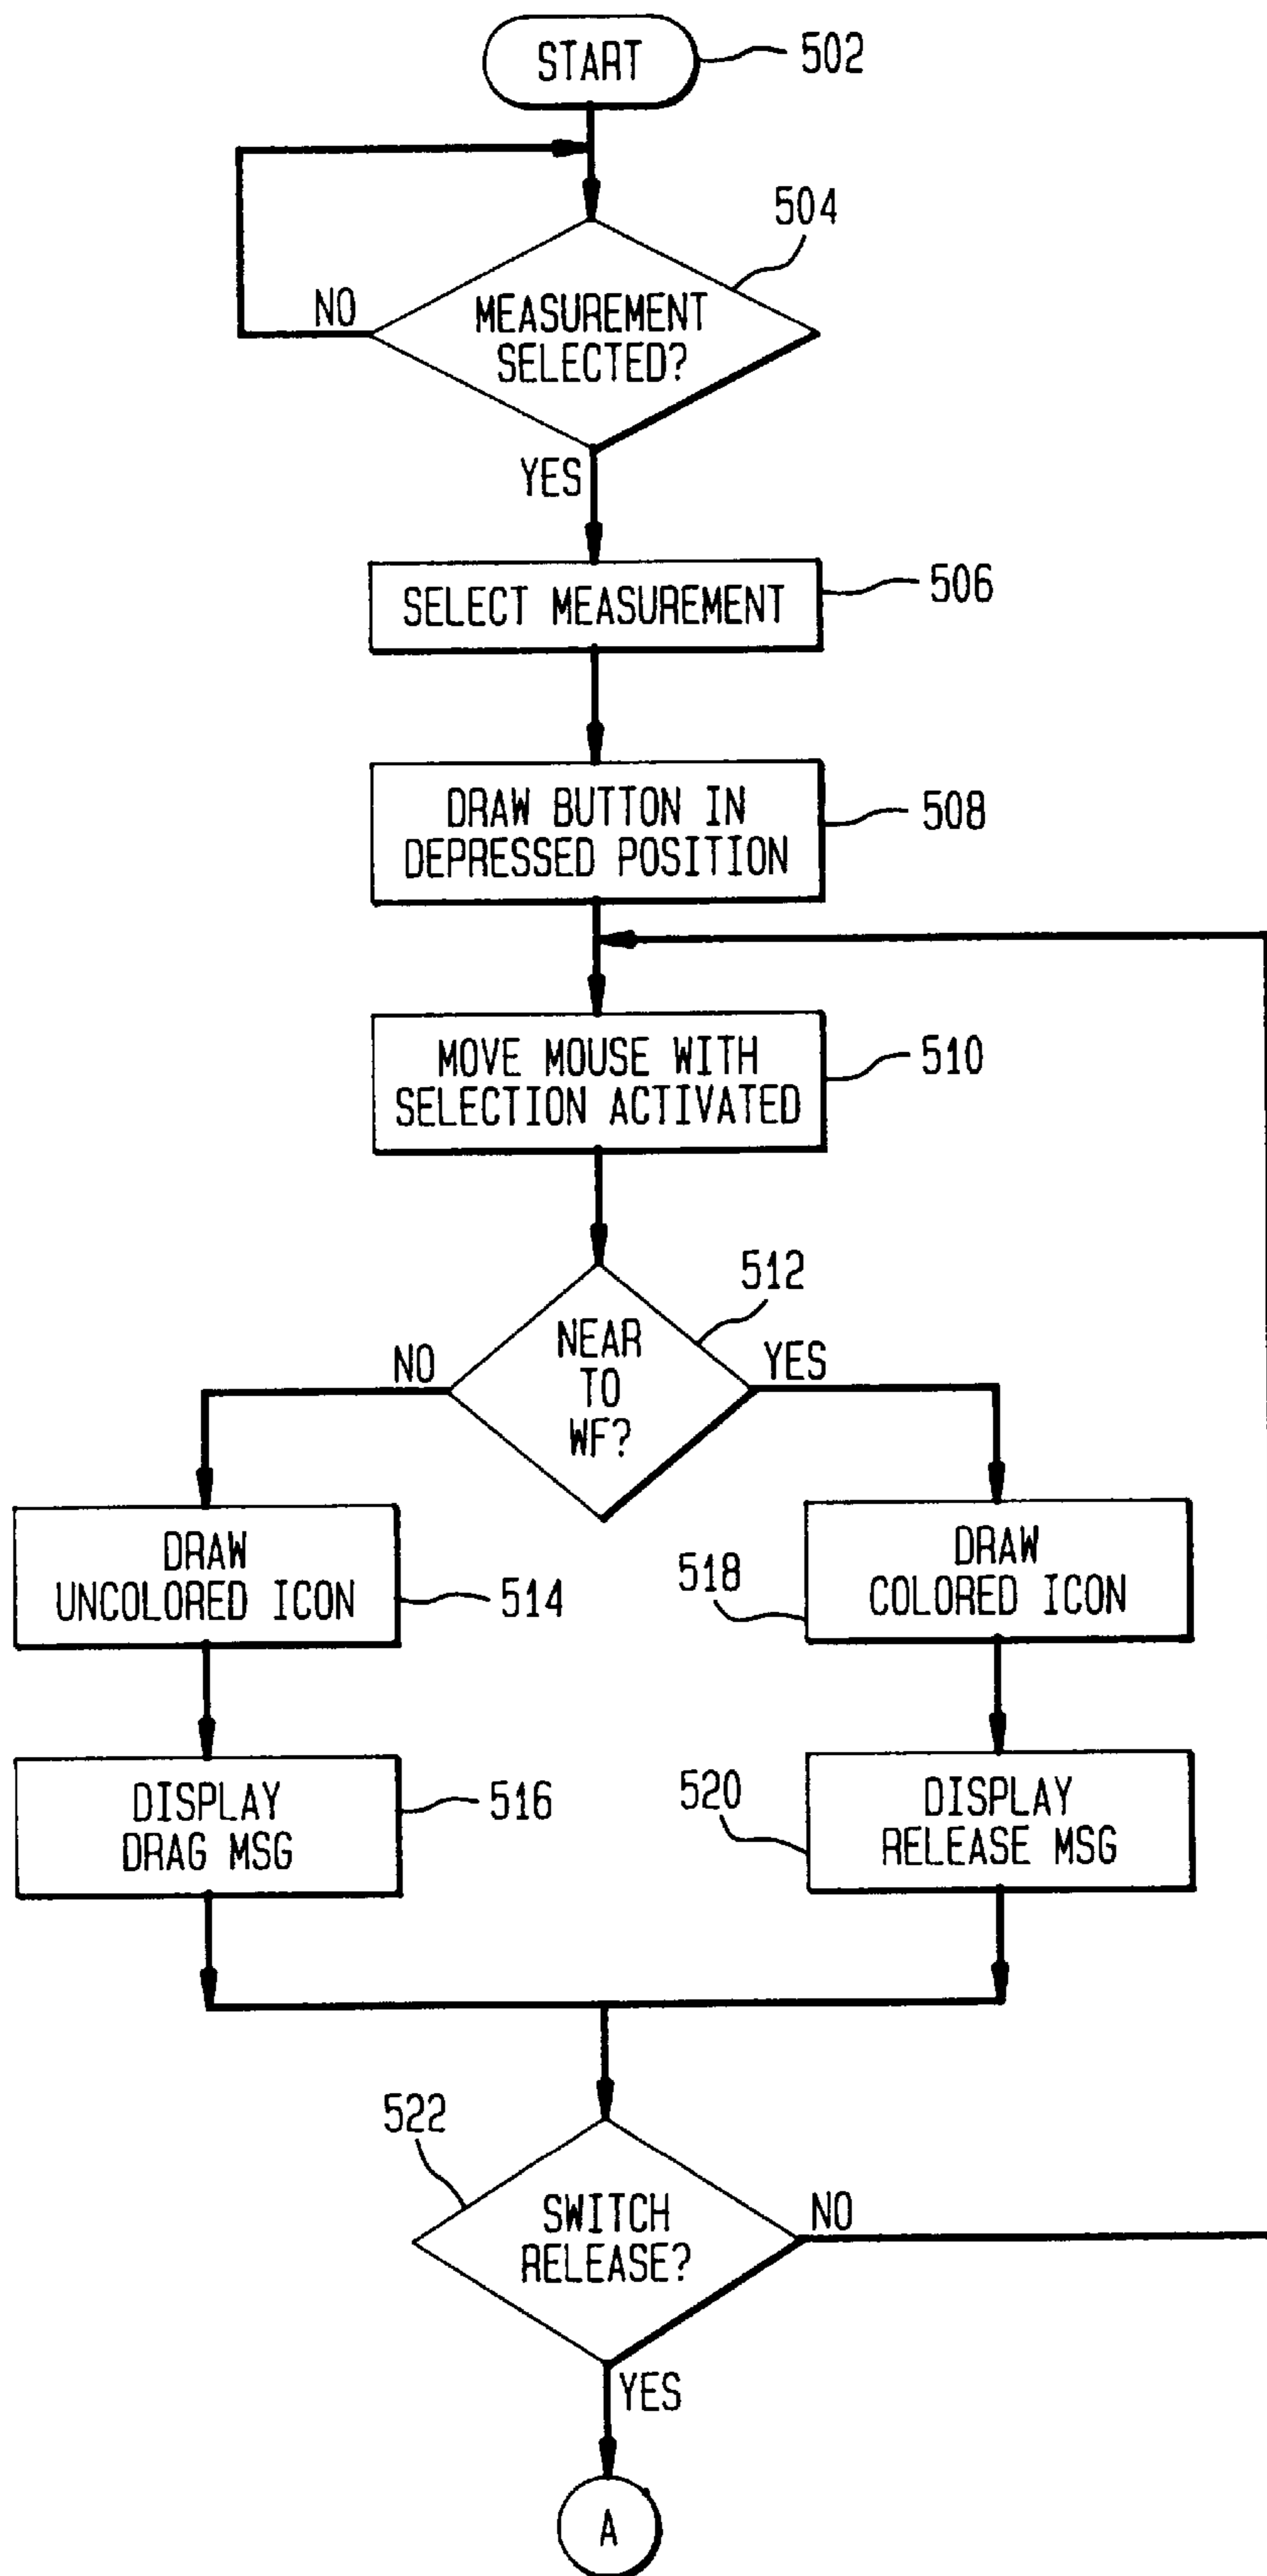 START
502
504
NO
MEASUREMENT
SELECTED?
YES
SELECT MEASUREMENT
506
DRAW BUTTON IN
DEPRESSED POSITION
508
MOVE MOUSE WITH
SELECTION ACTIVATED
510
512
NO
NEAR
TO
WF?
YES
DRAW
UNCOLORED ICON
514
518
DRAW
COLORED ICON
DISPLAY
DRAG MSG
516
520
DISPLAY
RELEASE MSG
522
SWITCH
RELEASE?
NO
YES
A